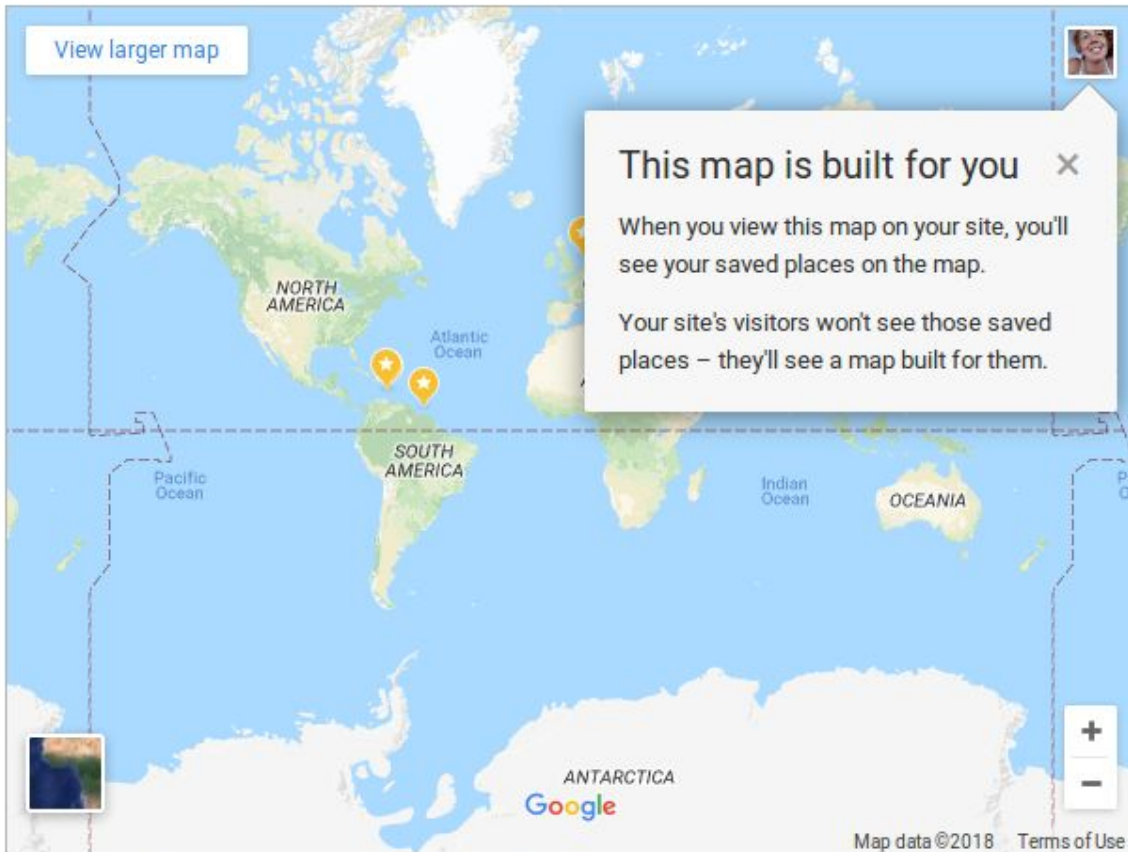 View larger map
This map is built for you
When you view this map on your site, you'll
see your saved places on the map.
Your site's visitors won't see those saved
places – they'll see a map built for them.
NORTH
AMERICA
Atlantic
Ocean
SOUTH
AMERICA
Pacific
Ocean
Indian
Ocean
OCEANIA
ANTARCTICA
Google
Map data ©2018
Terms of Use